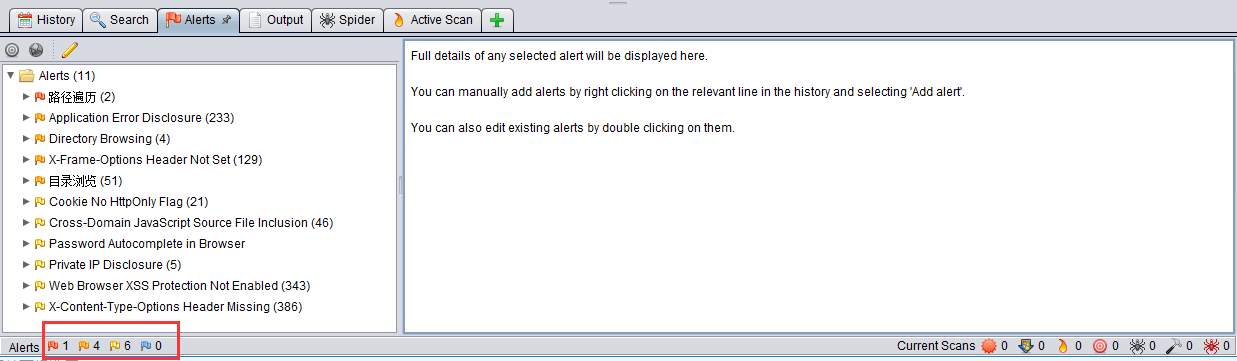 History Search Alerts Output Spider Active Scan
Alerts (11)
路径遍历 (2)
Application Error Disclosure (233)
Directory Browsing (4)
X-Frame-Options Header Not Set (129)
目录浏览 (51)
Cookie No HttpOnly Flag (21)
Cross-Domain JavaScript Source File Inclusion (46)
Password Autocomplete in Browser
Private IP Disclosure (5)
Web Browser XSS Protection Not Enabled (343)
X-Content-Type-Options Header Missing (386)
Full details of any selected alert will be displayed here.
You can manually add alerts by right clicking on the relevant line in the history and selecting 'Add alert'.
You can also edit existing alerts by double clicking on them.
Alerts 1 4 6 0
Current Scans 0 0 0 0 0 0 0